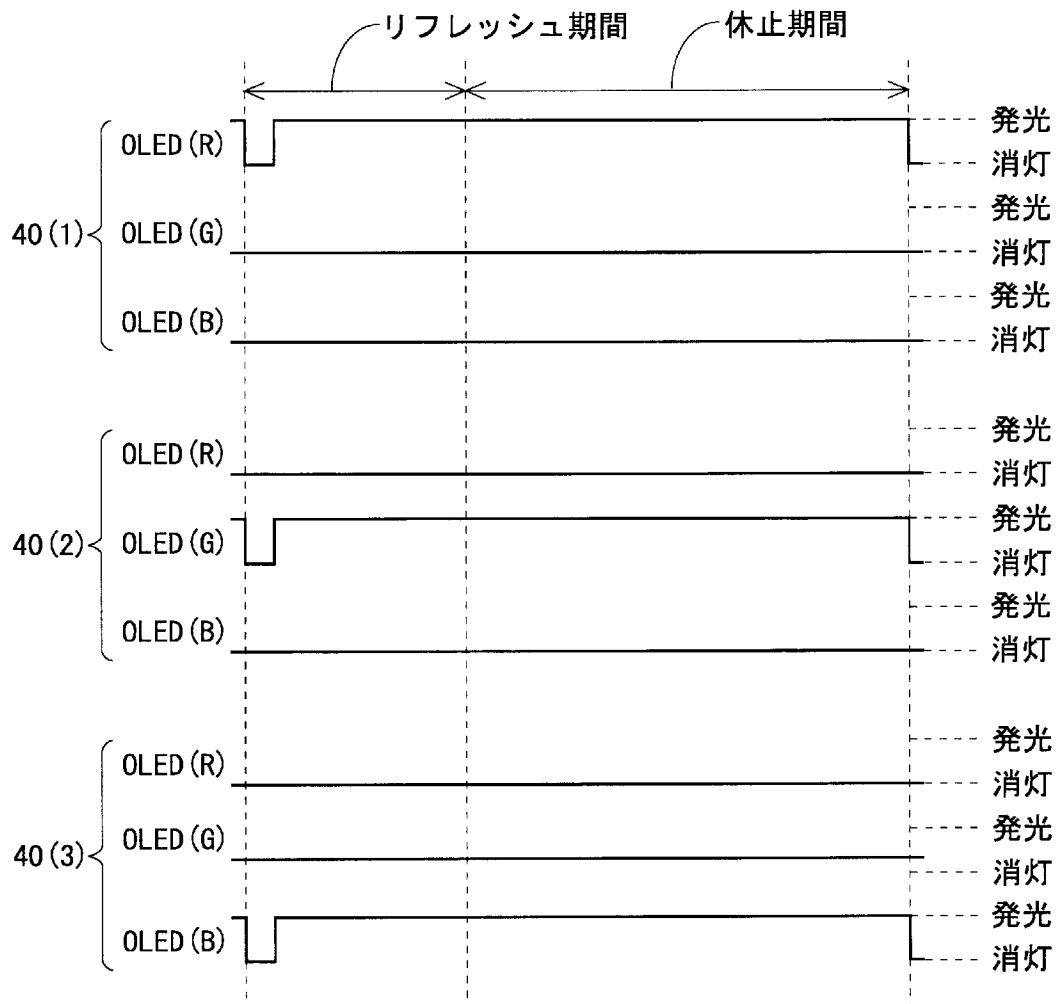 リフレッシュ期間 休止期間
OLED(R) 発光
消灯
40(1) OLED(G) 発光
消灯
OLED(B) 発光
消灯
OLED(R) 発光
消灯
40(2) OLED(G) 発光
消灯
OLED(B) 発光
消灯
OLED(R) 発光
消灯
40(3) OLED(G) 発光
消灯
OLED(B) 発光
消灯